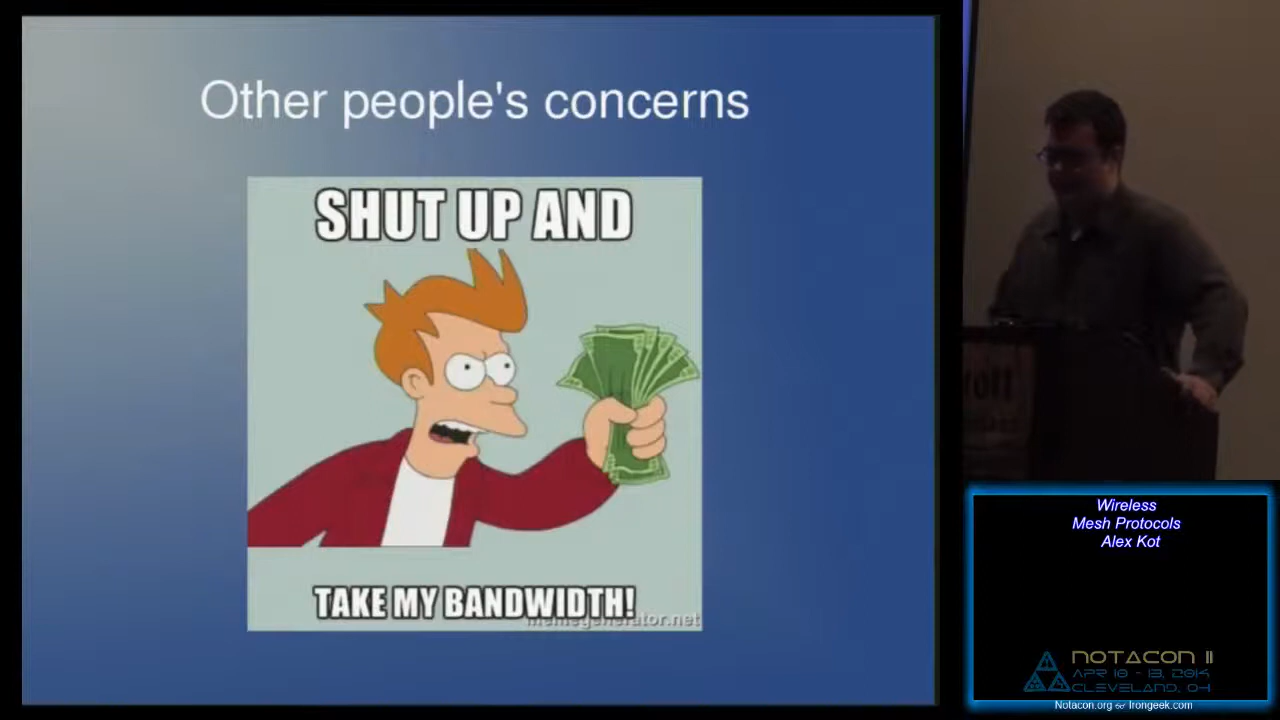 Other people's concerns
SHUT UP AND
TAKE MY BANDWIDTH!
memegenerator.net
Wireless
Mesh Protocols
Alex Kot
NOTACON 11
APR 10 - 13, 2014
CLEVELAND, OH
Notacon.org or Irongeek.com